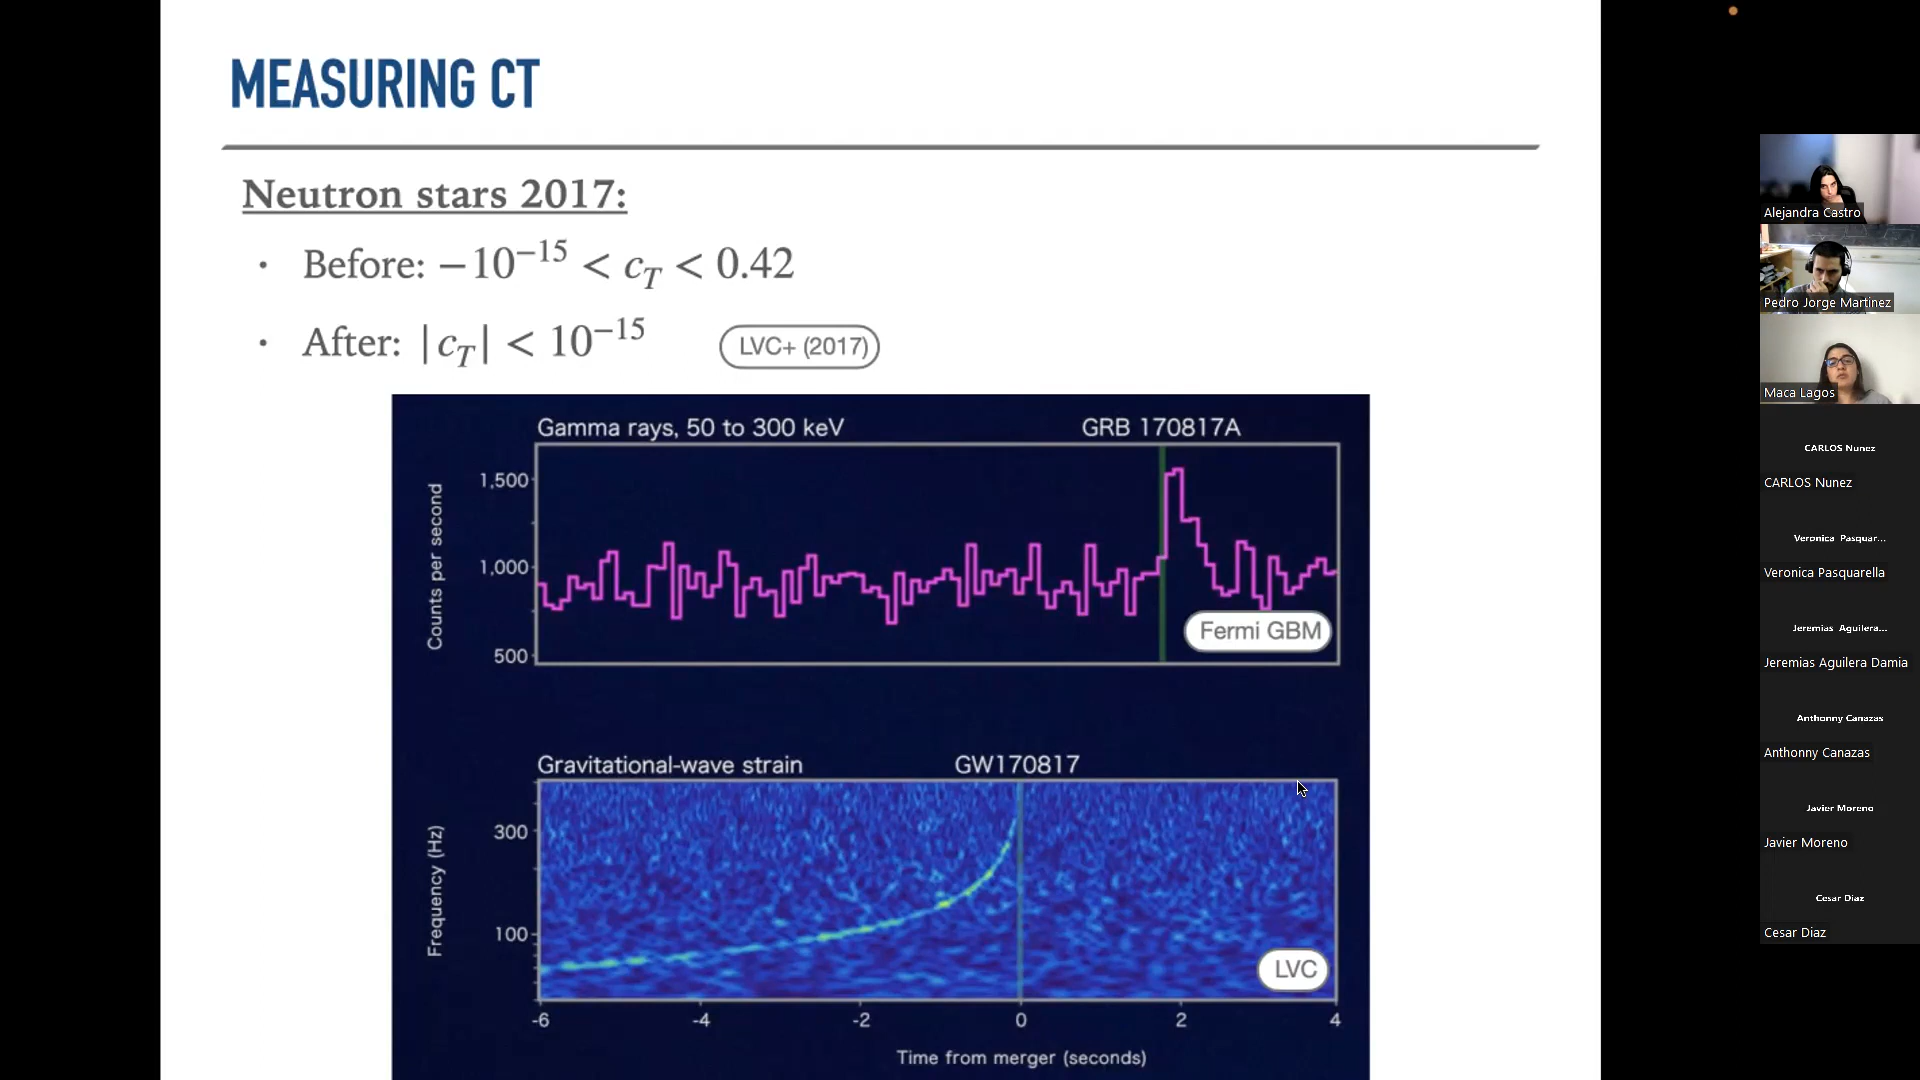 MEASURING CT
Neutron stars 2017:
• Before: −10⁻¹⁵ < c_T < 0.42
• After: |c_T| < 10⁻¹⁵
LVC+ (2017)
Gamma rays, 50 to 300 keV
GRB 170817A
Counts per second
1,500
1,000
500
Fermi GBM
Gravitational-wave strain
GW170817
Frequency (Hz)
300
100
LVC
-6 -4 -2 0 2 4
Time from merger (seconds)
Alejandra Castro
Pedro Jorge Martinez
Maca Lagos
CARLOS Nunez
CARLOS Nunez
Veronica Pasquar...
Veronica Pasquarella
Jeremias Aguilera...
Jeremias Aguilera Damia
Anthonny Canazas
Anthonny Canazas
Javier Moreno
Javier Moreno
Cesar Diaz
Cesar Diaz